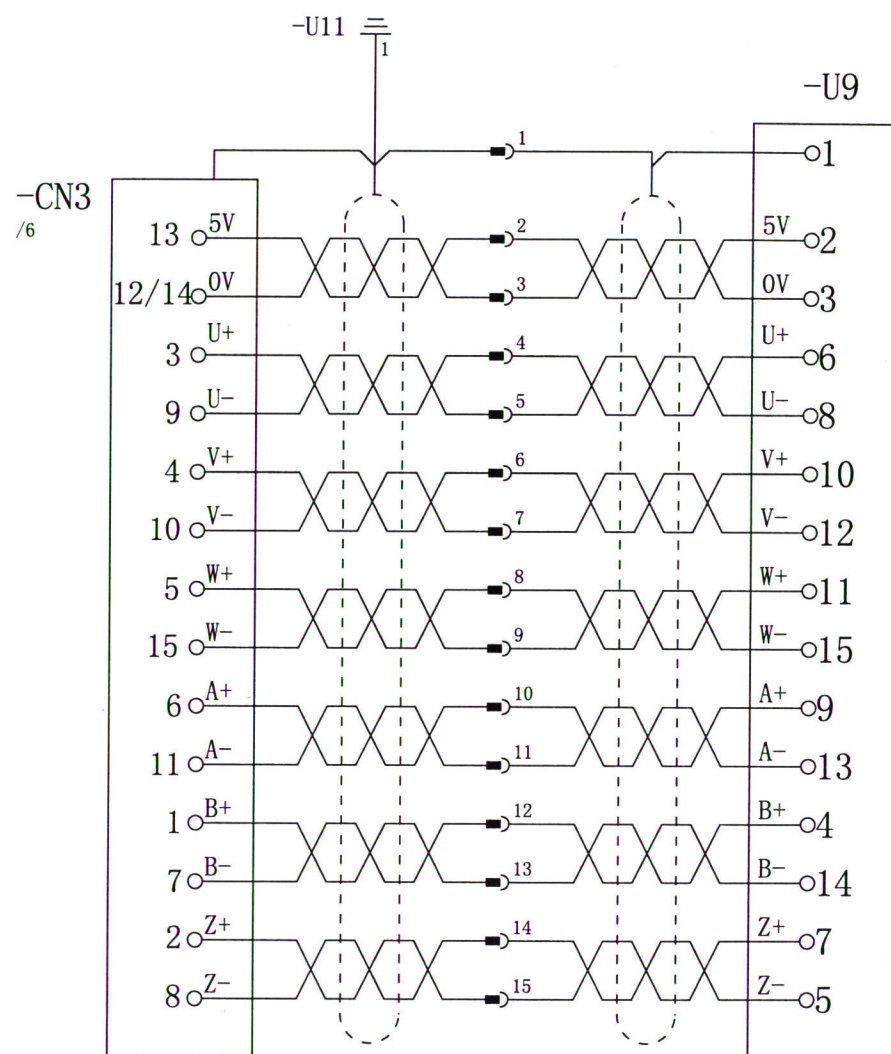 -U11
1
-U9
1
1
-CN3
/6
13 5V 2 5V 2
12/14 0V 3 0V 3
3 U+ 4 U+ 6
9 U- 5 U- 8
4 V+ 6 V+ 10
10 V- 7 V- 12
5 W+ 8 W+ 11
15 W- 9 W- 15
6 A+ 10 A+ 9
11 A- 11 A- 13
1 B+ 12 B+ 4
7 B- 13 B- 14
2 Z+ 14 Z+ 7
8 Z- 15 Z- 5